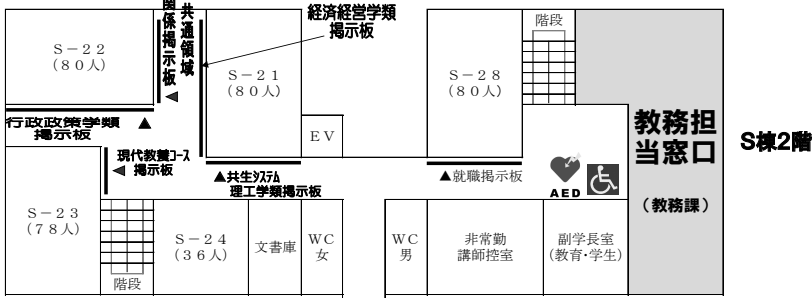 共通領域
関係掲示板
経済経営学類
掲示板
階段
S－22
(80人)
S－21
(80人)
S－28
(80人)
行政政策学類
掲示板
EV
教務担
当窓口
(教務課)
S棟2階
現代教養コース
掲示板
共生システム
理工学類掲示板
就職掲示板
AED
S－23
(78人)
階段
S－24
(36人)
文書庫
WC
女
WC
男
非常勤
講師控室
副学長室
(教育・学生)